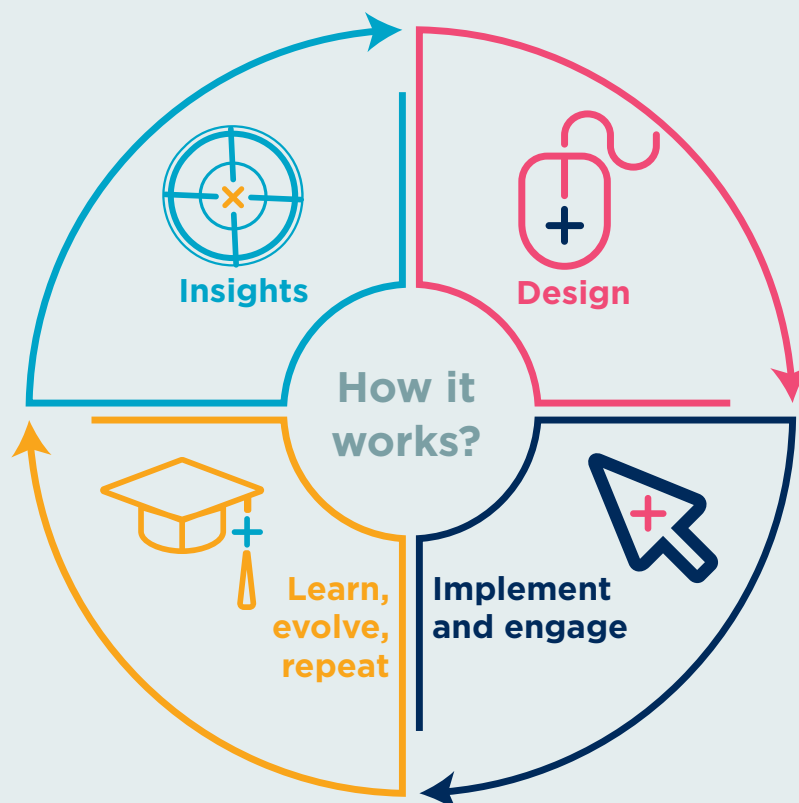 Insights
Design
How it
works?
Learn,
evolve,
repeat
Implement
and engage